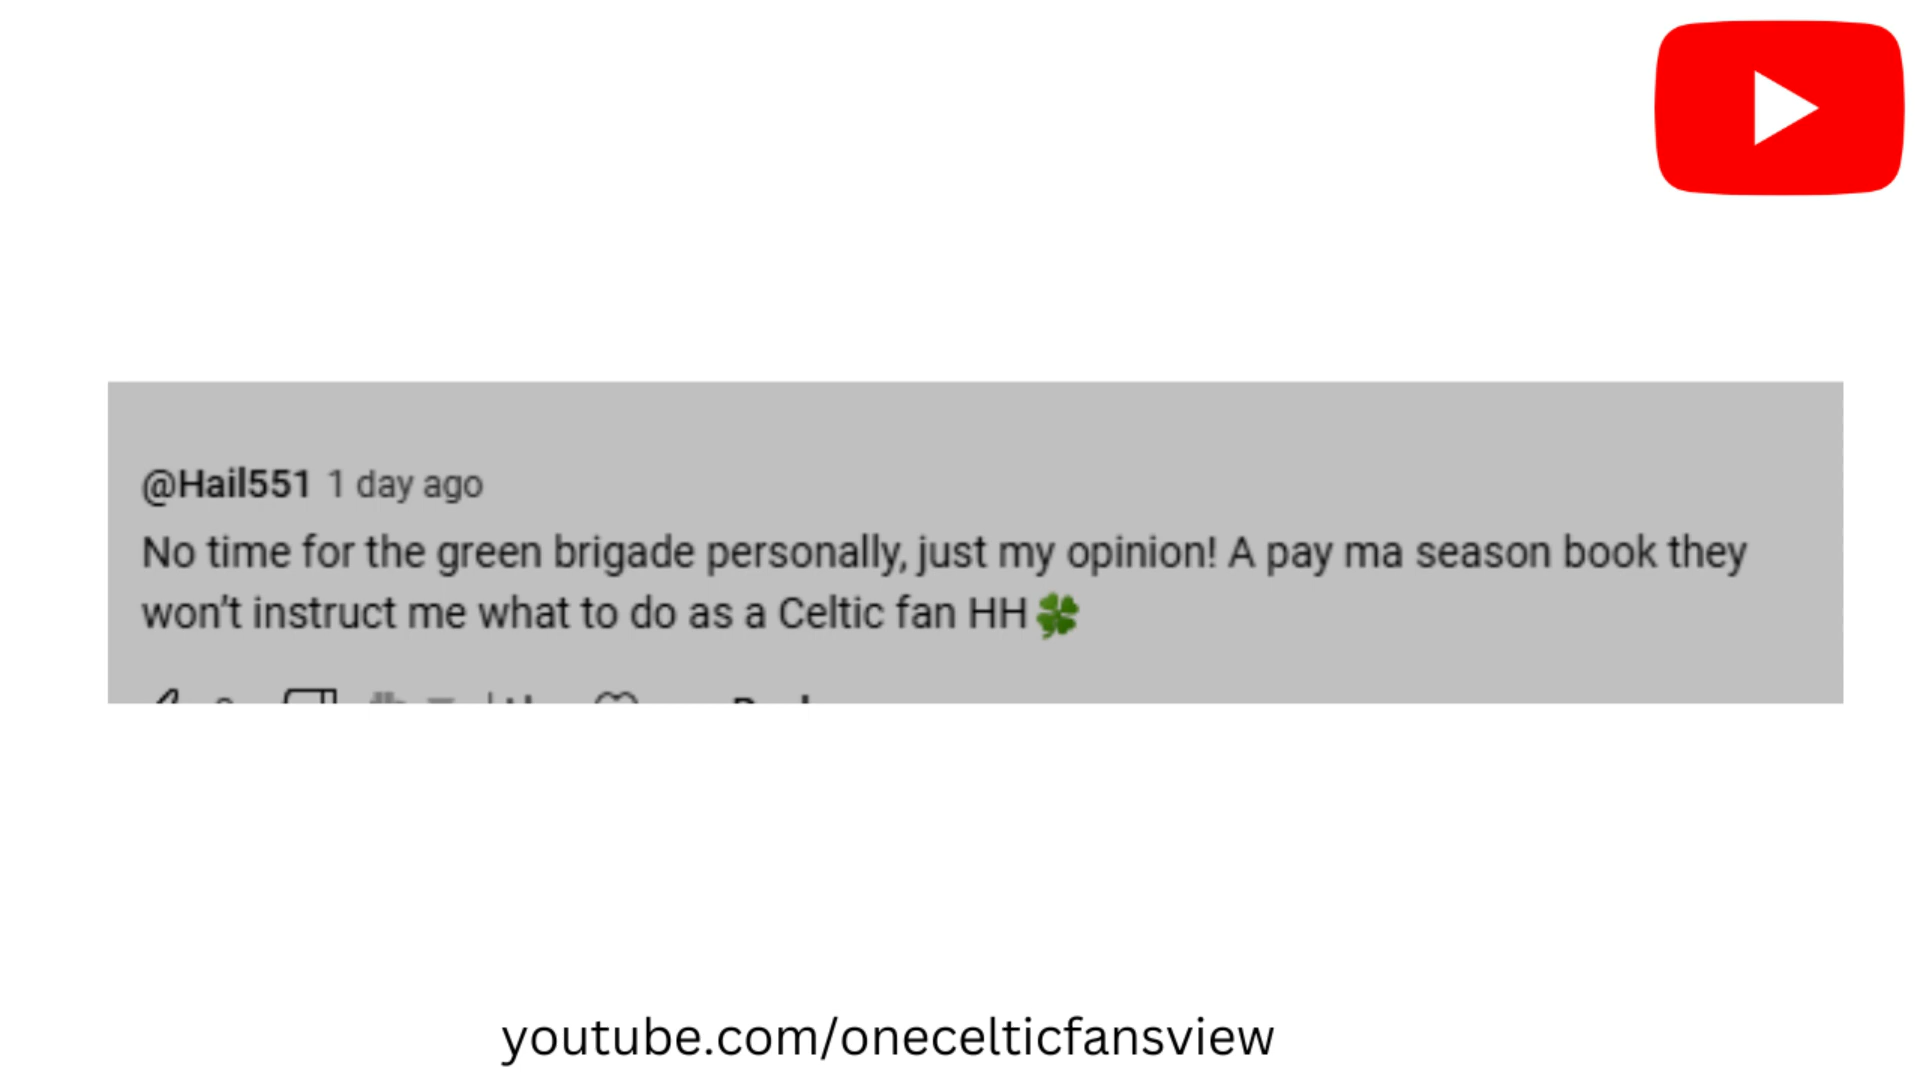 @Hail551 1 day ago
No time for the green brigade personally, just my opinion! A pay ma season book they
won't instruct me what to do as a Celtic fan HH🍀
youtube.com/onecelticfansview